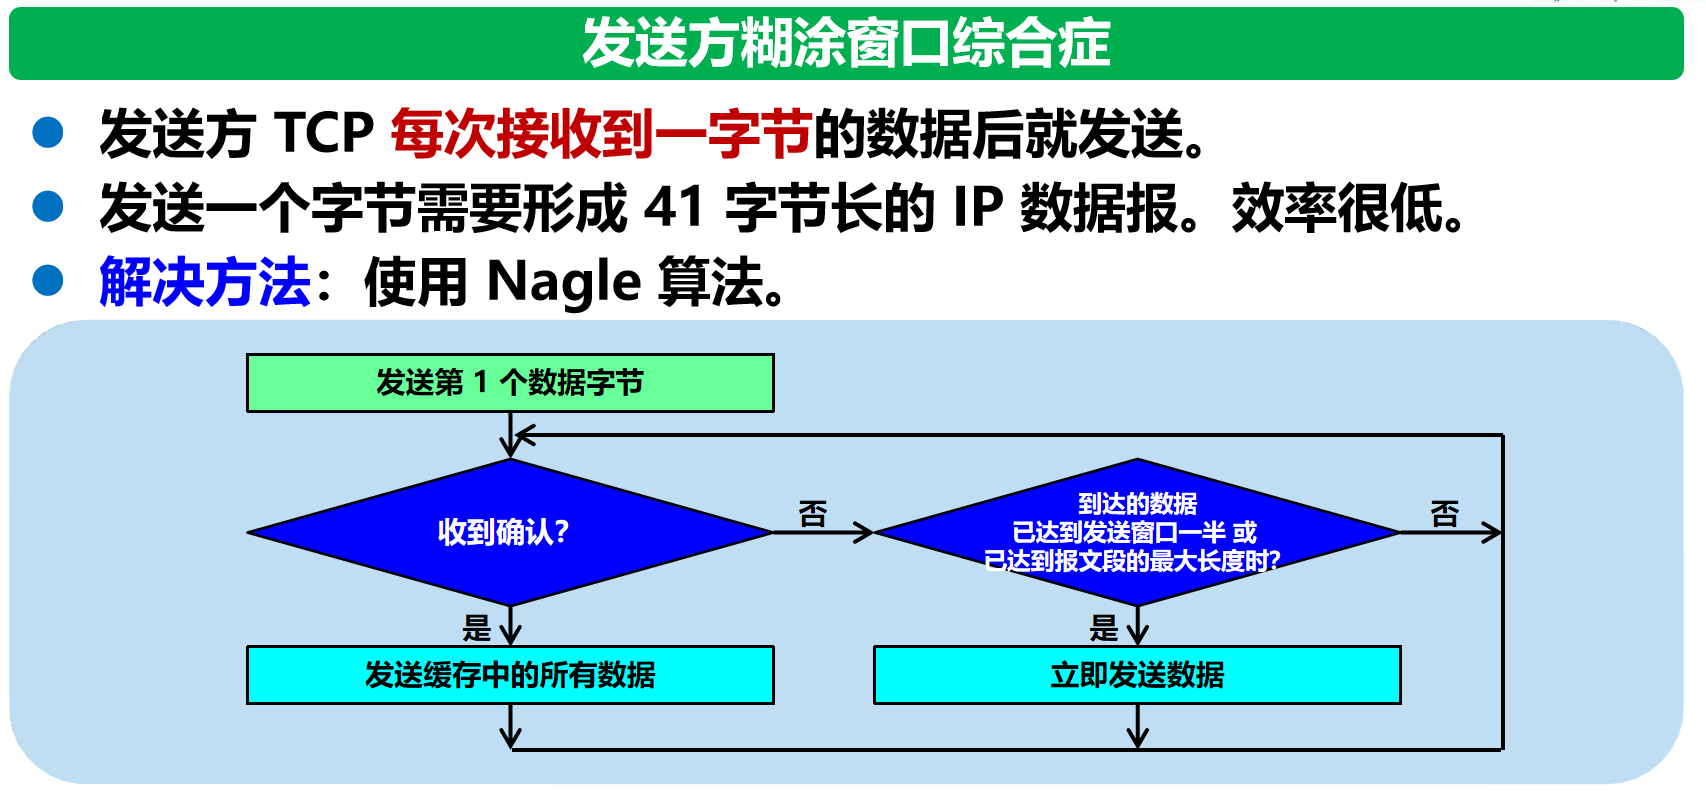 发送方糊涂窗口综合症
发送方 TCP 每次接收到一字节的数据后就发送。
发送一个字节需要形成 41 字节长的 IP 数据报。效率很低。
解决方法：使用 Nagle 算法。
发送第 1 个数据字节
收到确认？
否
到达的数据
已达到发送窗口一半 或
已达到报文段的最大长度时？
否
是
是
发送缓存中的所有数据
立即发送数据